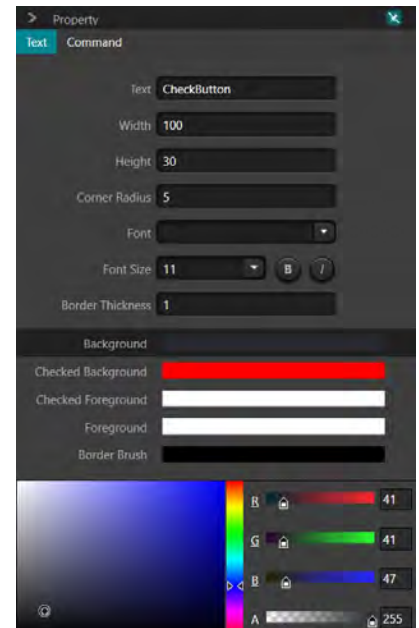 Property
Text Command
Text CheckButton
Width 100
Height 30
Corner Radius 5
Font
Font Size 11 B I
Border Thickness 1
Background
Checked Background
Checked Foreground
Foreground
Border Brush
R 41
G 41
B 47
A 255